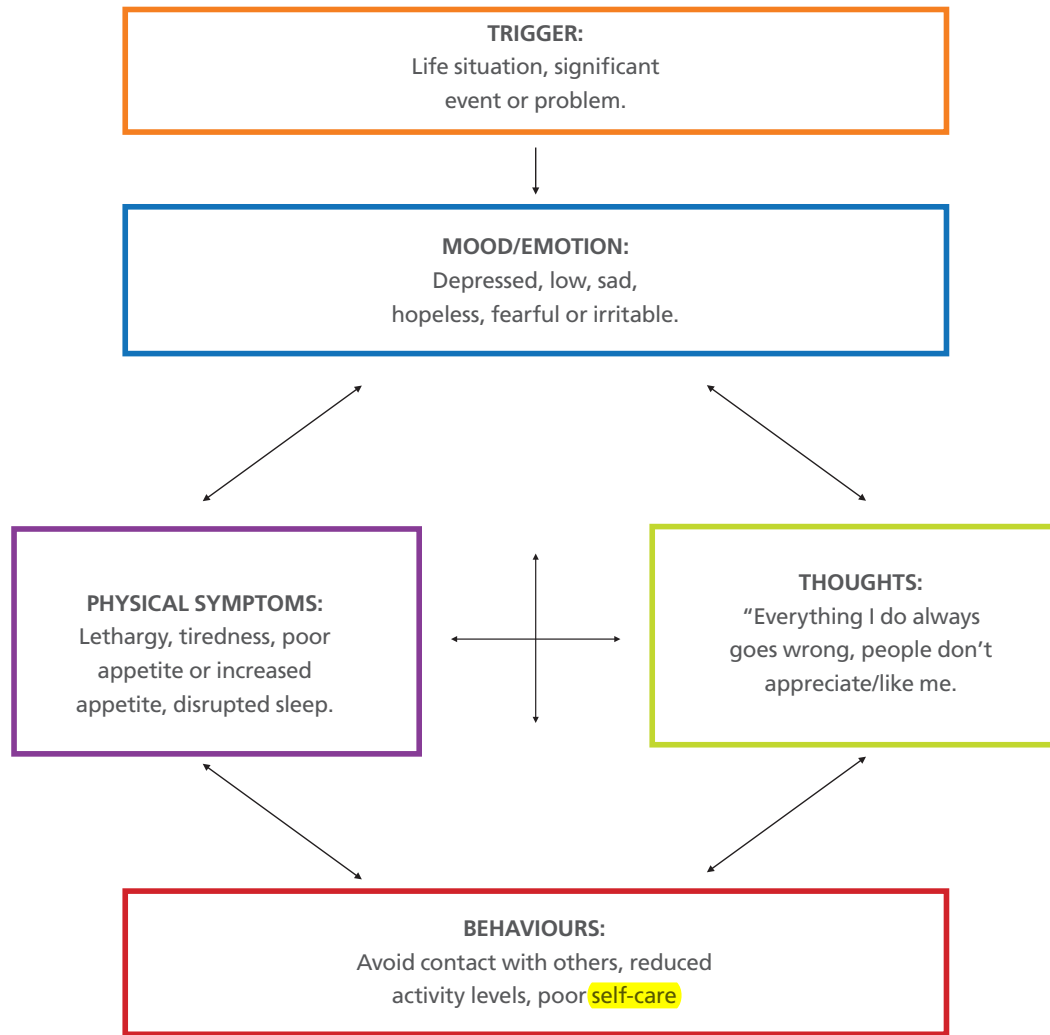 TRIGGER:
Life situation, significant
event or problem.
MOOD/EMOTION:
Depressed, low, sad,
hopeless, fearful or irritable.
PHYSICAL SYMPTOMS:
Lethargy, tiredness, poor
appetite or increased
appetite, disrupted sleep.
THOUGHTS:
“Everything I do always
goes wrong, people don’t
appreciate/like me.
BEHAVIOURS:
Avoid contact with others, reduced
activity levels, poor self-care